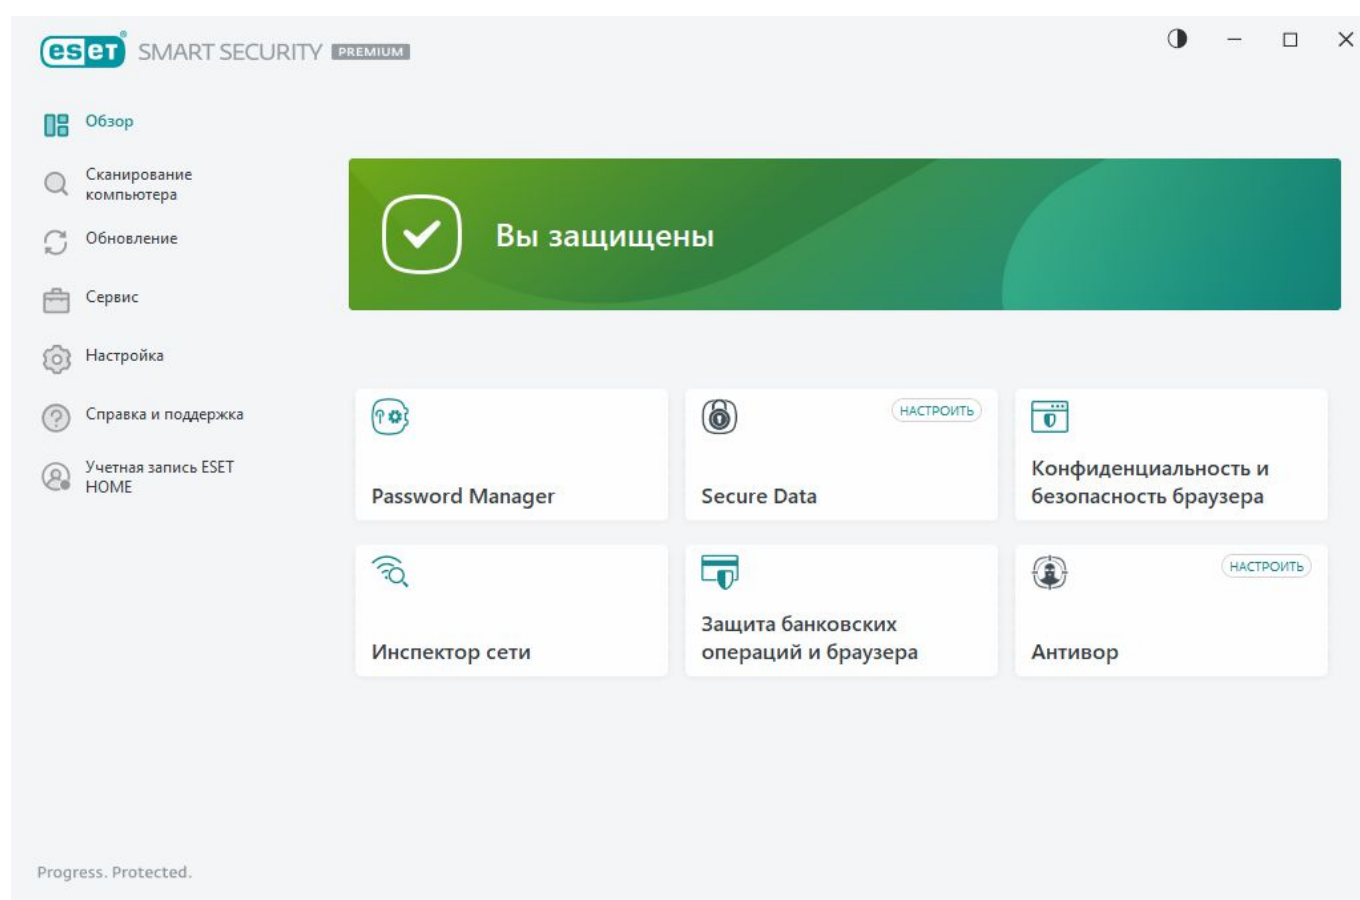 eset® SMART SECURITY PREMIUM
Обзор
Сканирование
компьютера
Обновление
Сервис
Настройка
Справка и поддержка
Учетная запись ESET
HOME
Вы защищены
Password Manager
НАСТРОИТЬ
Secure Data
Конфиденциальность и
безопасность браузера
Инспектор сети
Защита банковских
операций и браузера
НАСТРОИТЬ
Антивор
Progress. Protected.